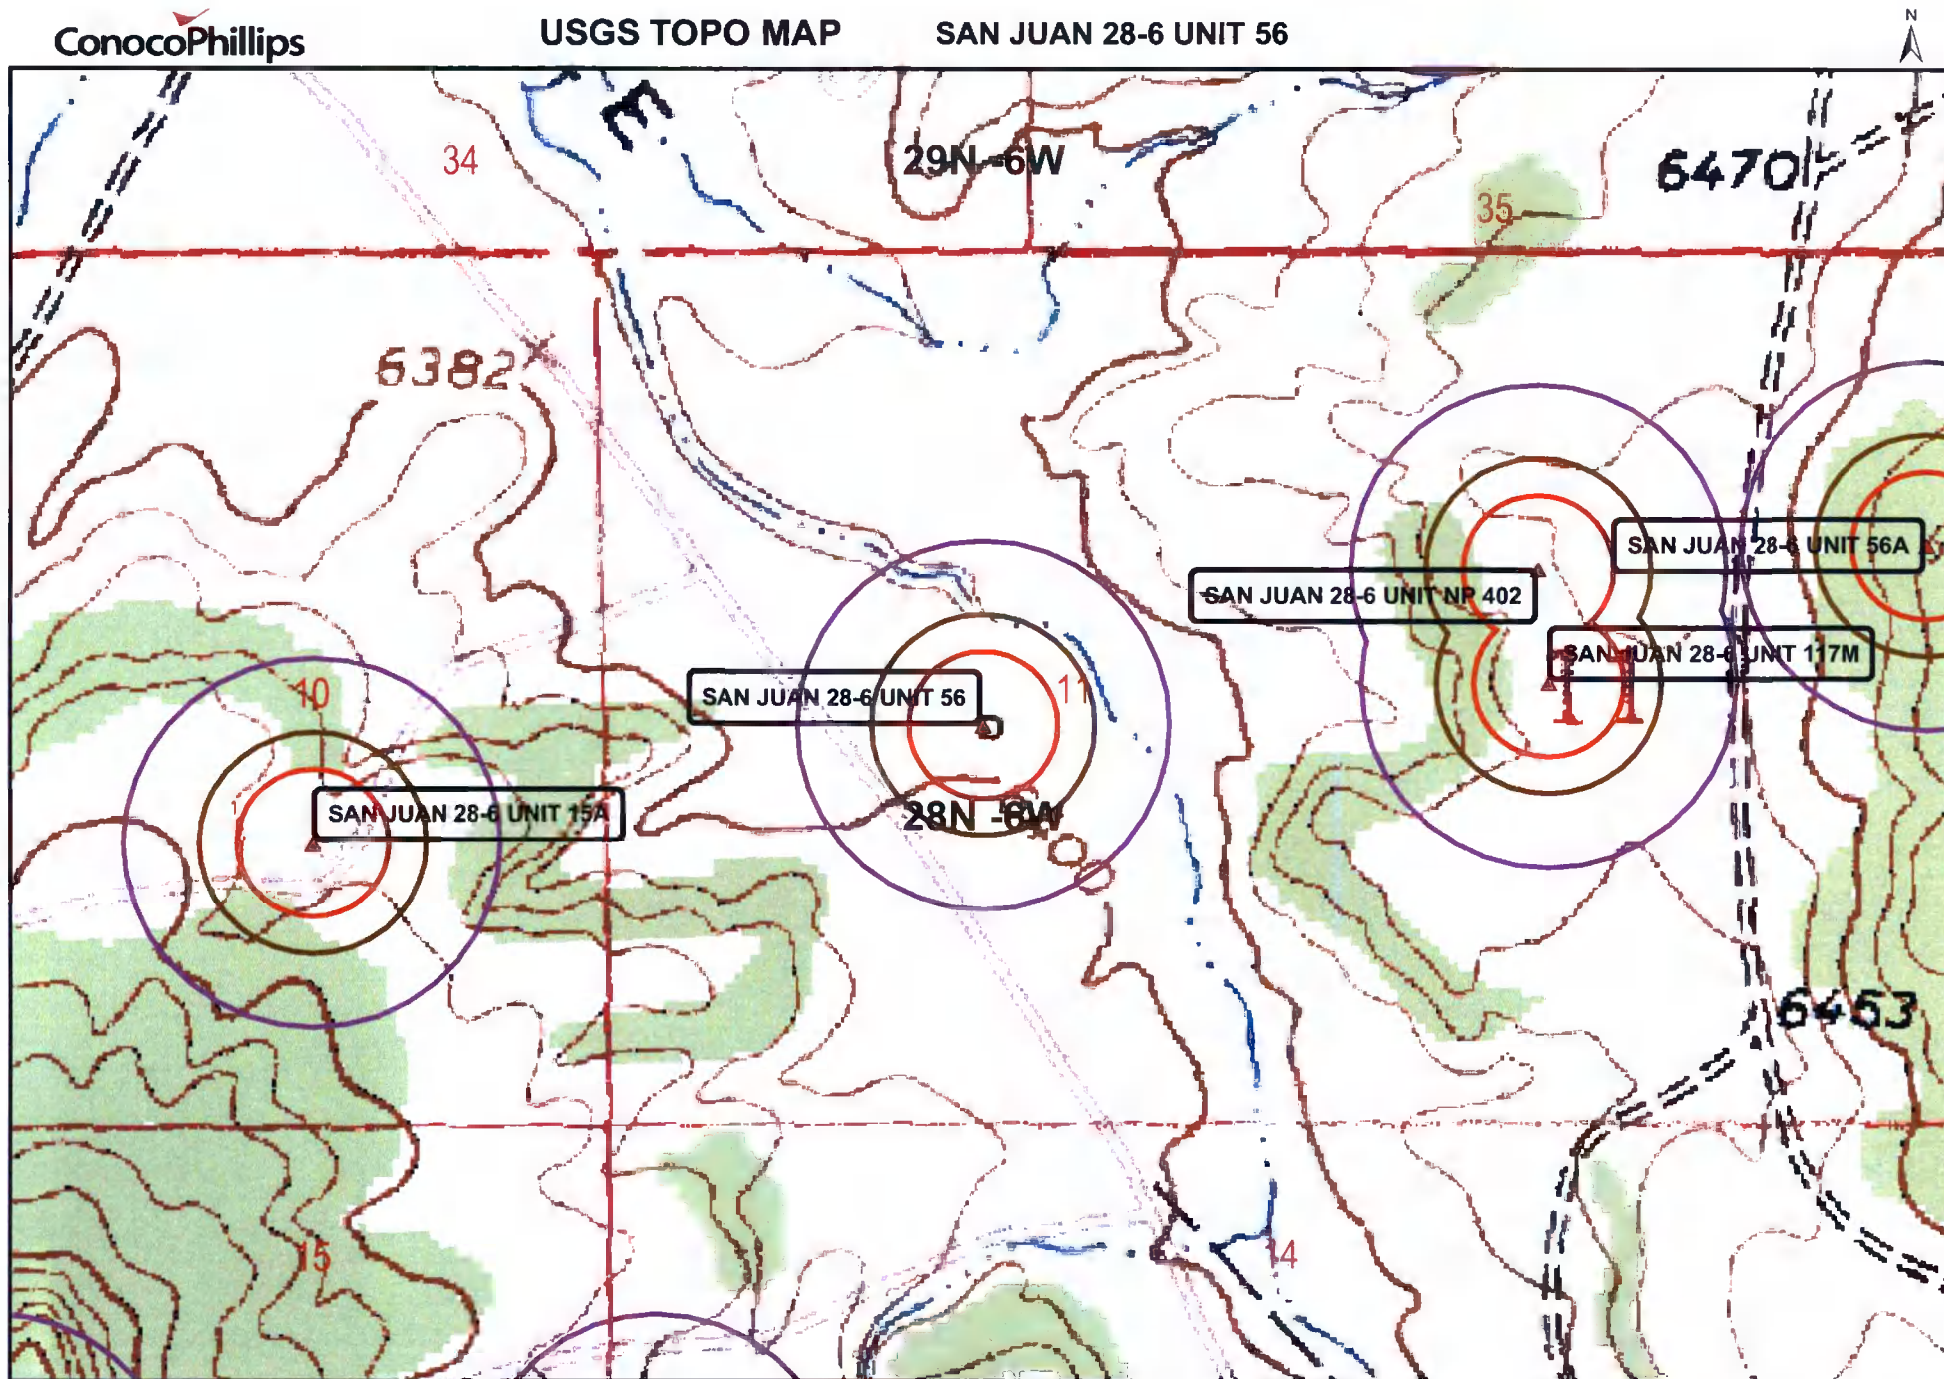 ConocoPhillips
USGS TOPO MAP
SAN JUAN 28-6 UNIT 56
N
34
29N -6W
6470
35
6382
SAN JUAN 28-6 UNIT 56A
SAN JUAN 28-6 UNIT NP 402
SAN JUAN 28-6 UNIT 117M
11
10
SAN JUAN 28-6 UNIT 56
11
SAN JUAN 28-6 UNIT 15A
28N -6W
6463
15
14